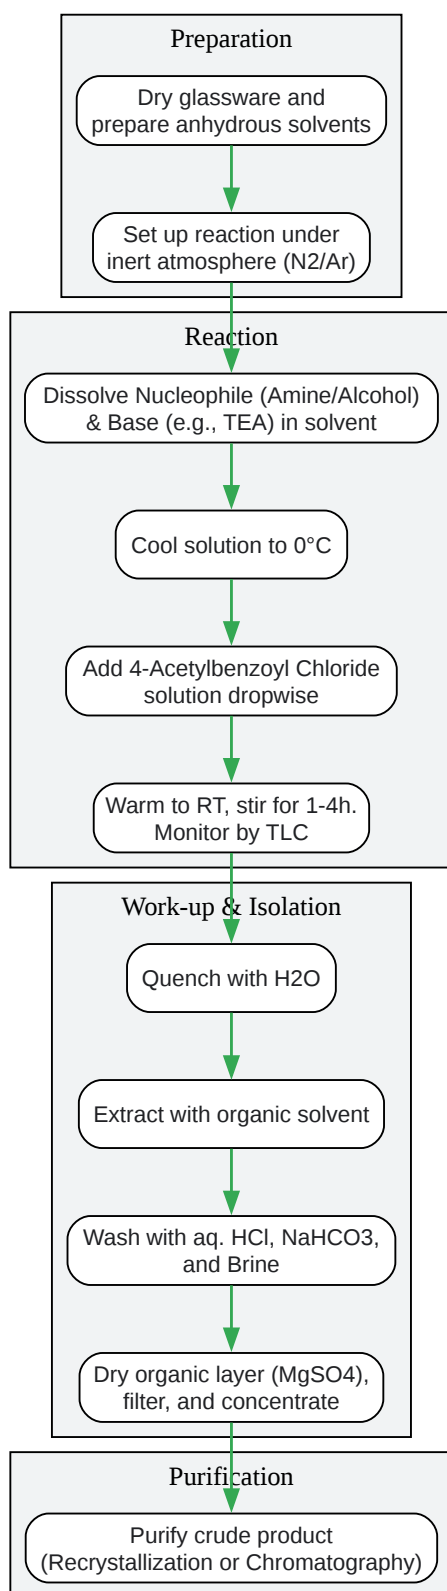 Preparation
Dry glassware and
prepare anhydrous solvents
Set up reaction under
inert atmosphere (N2/Ar)
Reaction
Dissolve Nucleophile (Amine/Alcohol)
& Base (e.g., TEA) in solvent
Cool solution to 0°C
Add 4-Acetylbenzoyl Chloride
solution dropwise
Warm to RT, stir for 1-4h.
Monitor by TLC
Work-up & Isolation
Quench with H2O
Extract with organic solvent
Wash with aq. HCl, NaHCO3,
and Brine
Dry organic layer (MgSO4),
filter, and concentrate
Purification
Purify crude product
(Recrystallization or Chromatography)